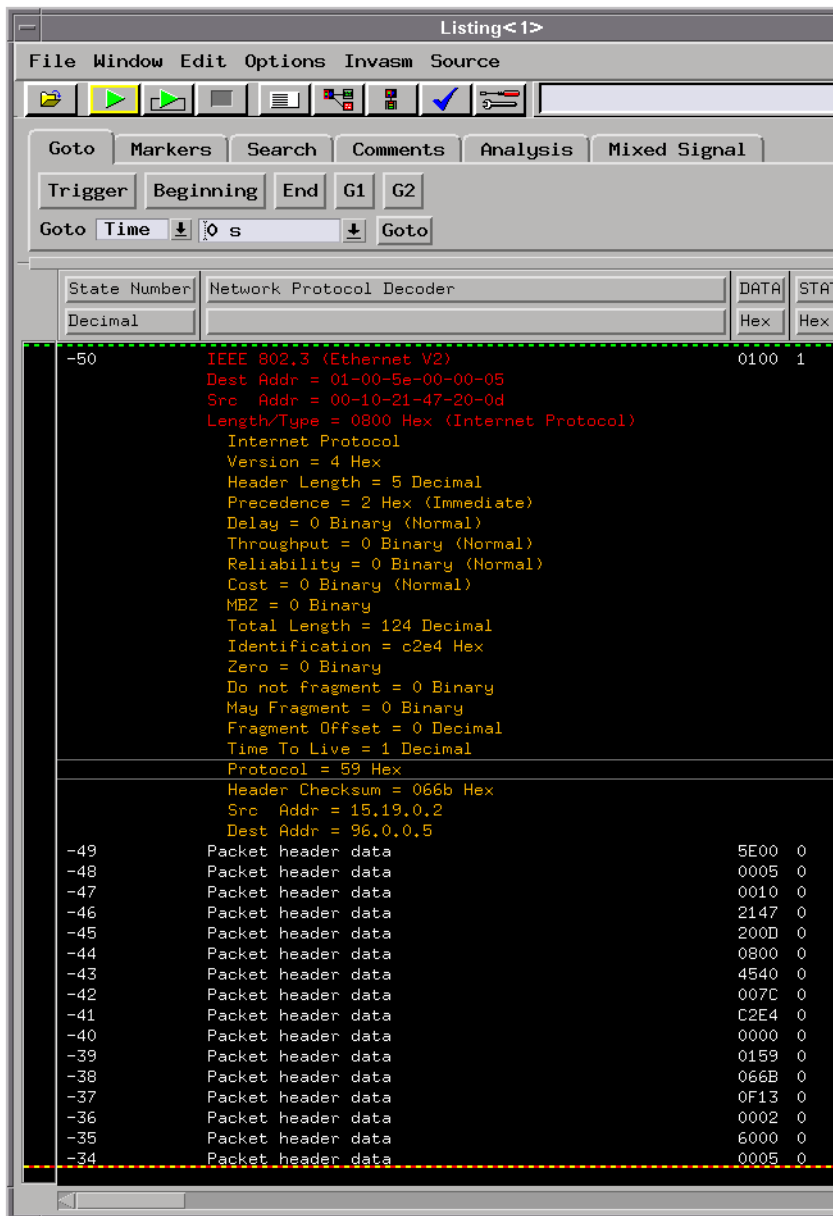 Listing<1>
File Window Edit Options Invasm Source
Goto Markers Search Comments Analysis Mixed Signal
Trigger Beginning End G1 G2
Goto Time 0 s Goto
State Number Network Protocol Decoder DATA STAT
Decimal Hex Hex
-50 IEEE 802.3 (Ethernet V2) 0100 1
Dest Addr = 01-00-5e-00-00-05
Src Addr = 00-10-21-47-20-0d
Length/Type = 0800 Hex (Internet Protocol)
Internet Protocol
Version = 4 Hex
Header Length = 5 Decimal
Precedence = 2 Hex (Immediate)
Delay = 0 Binary (Normal)
Throughput = 0 Binary (Normal)
Reliability = 0 Binary (Normal)
Cost = 0 Binary (Normal)
MBZ = 0 Binary
Total Length = 124 Decimal
Identification = c2e4 Hex
Zero = 0 Binary
Do not fragment = 0 Binary
May Fragment = 0 Binary
Fragment Offset = 0 Decimal
Time To Live = 1 Decimal
Protocol = 59 Hex
Header Checksum = 066b Hex
Src Addr = 15.19.0.2
Dest Addr = 96.0.0.5
-49 Packet header data 5E00 0
-48 Packet header data 0005 0
-47 Packet header data 0010 0
-46 Packet header data 2147 0
-45 Packet header data 200D 0
-44 Packet header data 0800 0
-43 Packet header data 4540 0
-42 Packet header data 007C 0
-41 Packet header data C2E4 0
-40 Packet header data 0000 0
-39 Packet header data 0159 0
-38 Packet header data 066B 0
-37 Packet header data 0F13 0
-36 Packet header data 0002 0
-35 Packet header data 6000 0
-34 Packet header data 0005 0